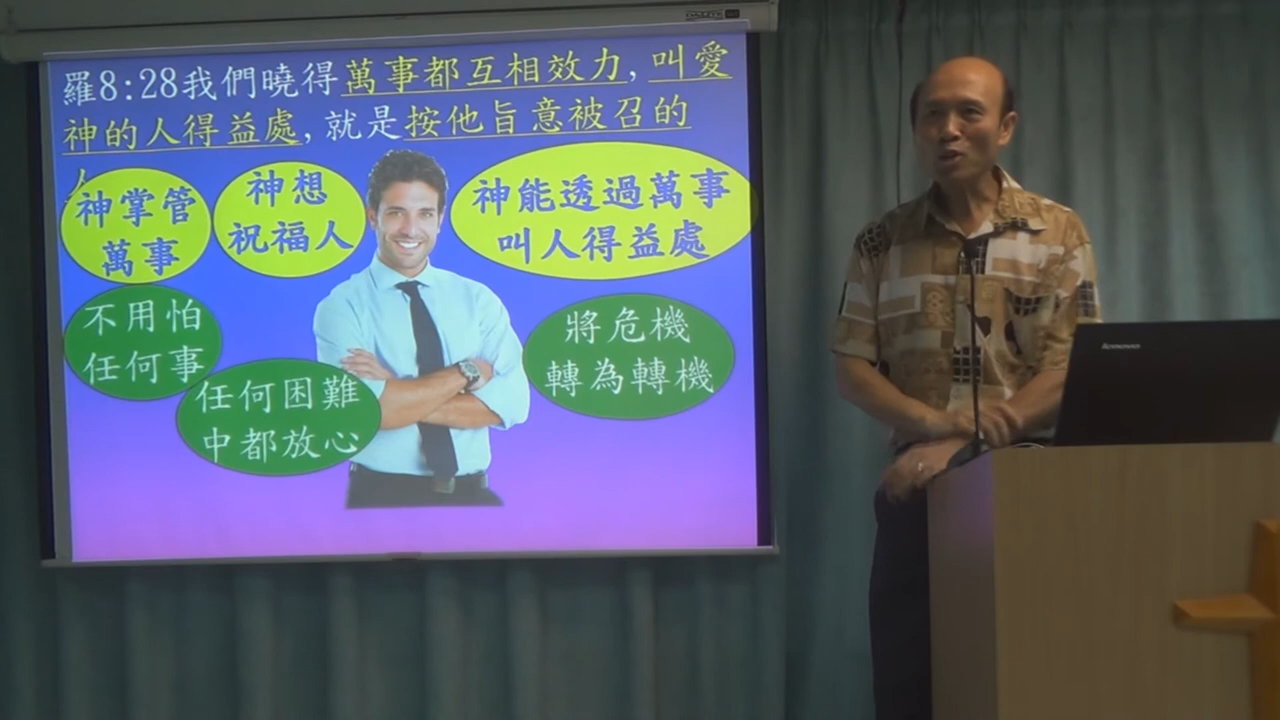 羅8:28我們曉得萬事都互相效力, 叫愛
神的人得益處, 就是按他旨意被召的
人
神掌管
萬事
神想
祝福人
神能透過萬事
叫人得益處
不用怕
任何事
任何困難
中都放心
將危機
轉為轉機
lenovo